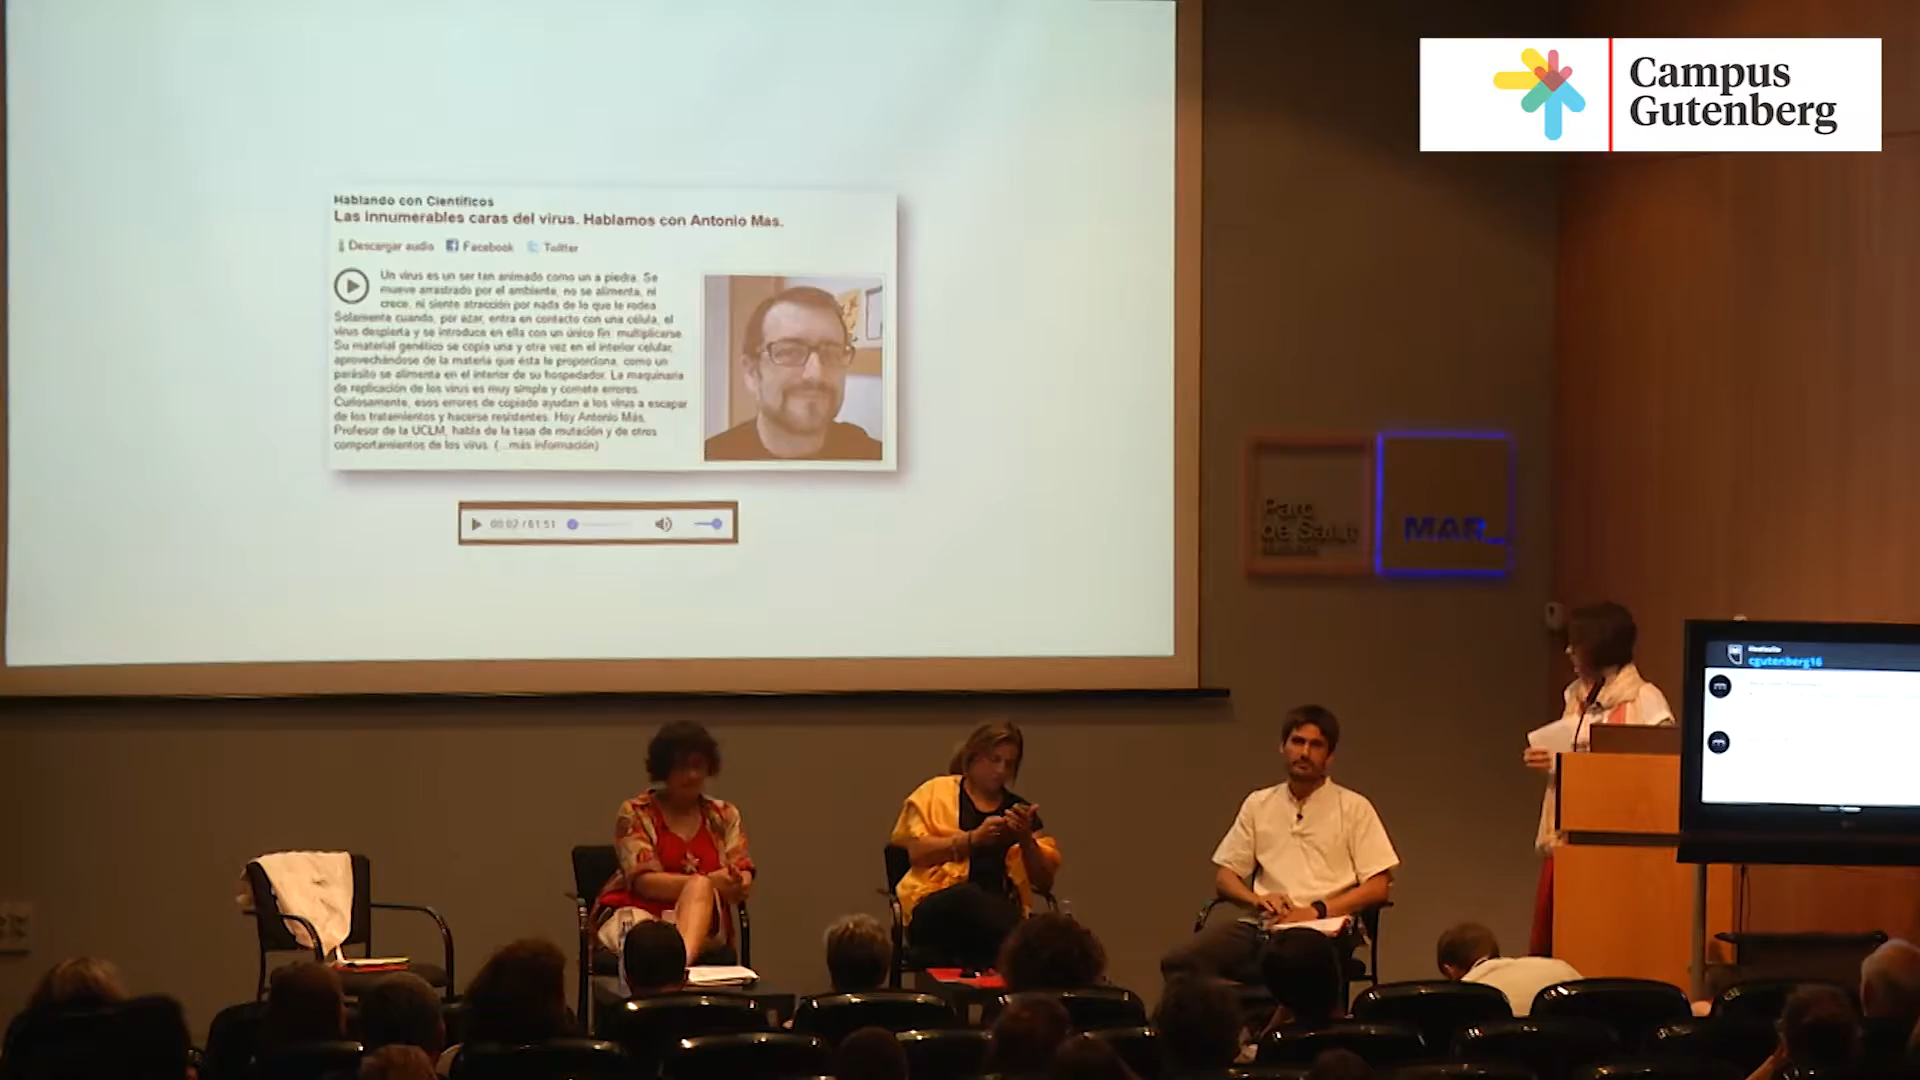 Campus
Gutenberg
Hablando con Científicos
Las innumerables caras del virus. Hablamos con Antonio Mas.
Descargar audio Facebook Twitter
Un virus es un ser tan animado como un a piedra. Se
mueve arrastrado por el ambiente, no se alimenta, ni
crece, ni siente atracción por nada de lo que le rodea
Solamente cuando, por azar, entra en contacto con una célula, el
virus despierta y se introduce en ella con un único fin: multiplicarse.
Su material genético se copia una y otra vez en el interior celular,
aprovechándose de la materia que ésta le proporciona, como un
parásito se alimenta en el interior de su hospedador. La maquinaria
de replicación de los virus es muy simple y comete errores.
Curiosamente, esos errores de copiado ayudan a los virus a escapar
de los tratamientos y hacerse resistentes. Hoy Antonio Más,
Profesor de la UCLM, habla de la tasa de mutación y de otros
comportamientos de los virus. (...más información)
00:02 / 61:51
Parc
de Salut
MAR
cgutenberg16